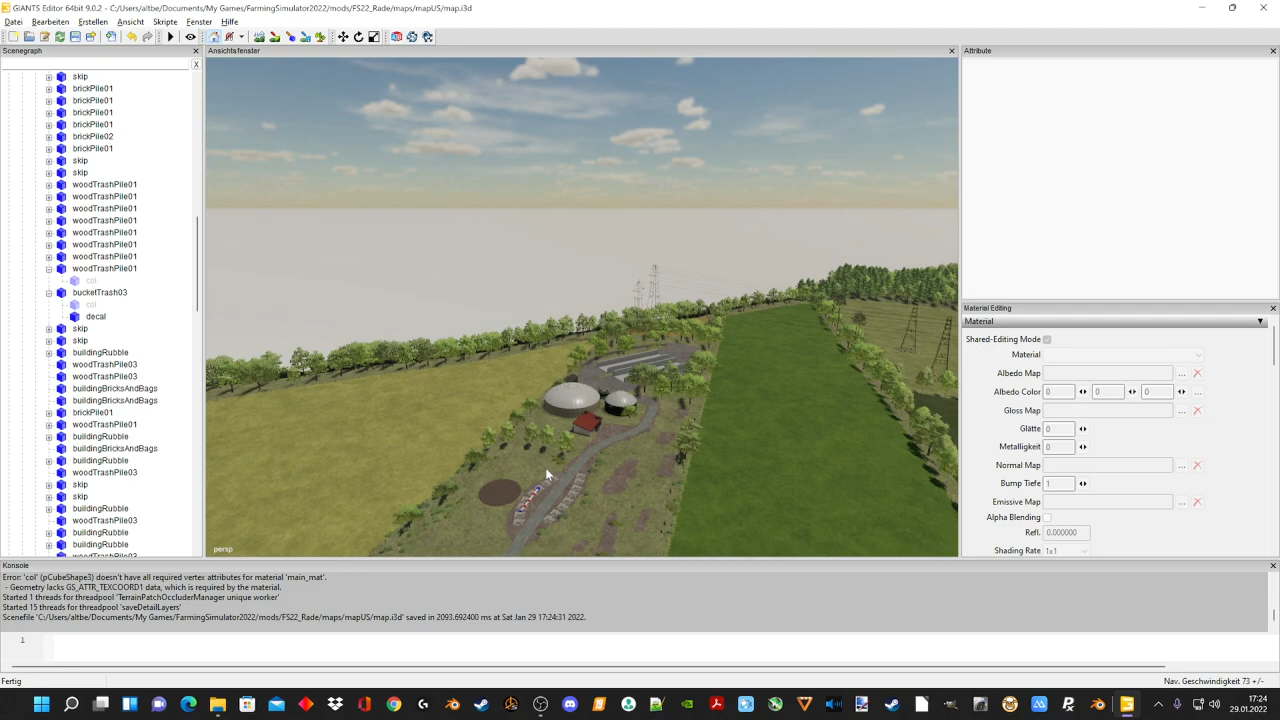 GIANTS Editor 64bit 9.0.2 - C:/Users/altbe/Documents/My Games/FarmingSimulator2022/mods/FS22_Rade/maps/mapUS/map.i3d
Datei Bearbeiten Erstellen Ansicht Skripte Fenster Hilfe
Scenegraph
X
skip
brickPile01
brickPile01
brickPile01
brickPile01
brickPile02
brickPile01
skip
skip
woodTrashPile01
woodTrashPile01
woodTrashPile01
woodTrashPile01
woodTrashPile01
woodTrashPile01
woodTrashPile01
woodTrashPile01
col
bucketTrash03
col
decal
skip
skip
buildingRubble
woodTrashPile03
woodTrashPile03
buildingBricksAndBags
buildingBricksAndBags
brickPile01
woodTrashPile01
buildingRubble
buildingBricksAndBags
buildingRubble
woodTrashPile03
skip
skip
buildingRubble
woodTrashPile03
buildingRubble
buildingRubble
woodTrashPile03
Ansichtsfenster
persp
Attribute
Material Editing
Material
Shared-Editing Mode
Material
Albedo Map ...
Albedo Color 0 0 0 ...
Gloss Map ...
Glätte 0
Metalligkeit 0
Normal Map ...
Bump Tiefe 1
Emissive Map ...
Alpha Blending
Refl. 0.000000
Shading Rate 1x1
Konsole
Error: 'col' (pCubeShape3) doesn't have all required vertex attributes for material 'main_mat'.
- Geometry lacks GS_ATTR_TEXCOORD1 data, which is required by the material.
Started 1 threads for threadpool 'TerrainPatchOccluderManager unique worker'
Started 15 threads for threadpool 'saveDetailLayers'
Scenefile 'C:/Users/altbe/Documents/My Games/FarmingSimulator2022/mods/FS22_Rade/maps/mapUS/map.i3d' saved in 2093.692400 ms at Sat Jan 29 17:24:31 2022.
1
Fertig
Nav. Geschwindigkeit 73 +/-
17:24
29.01.2022